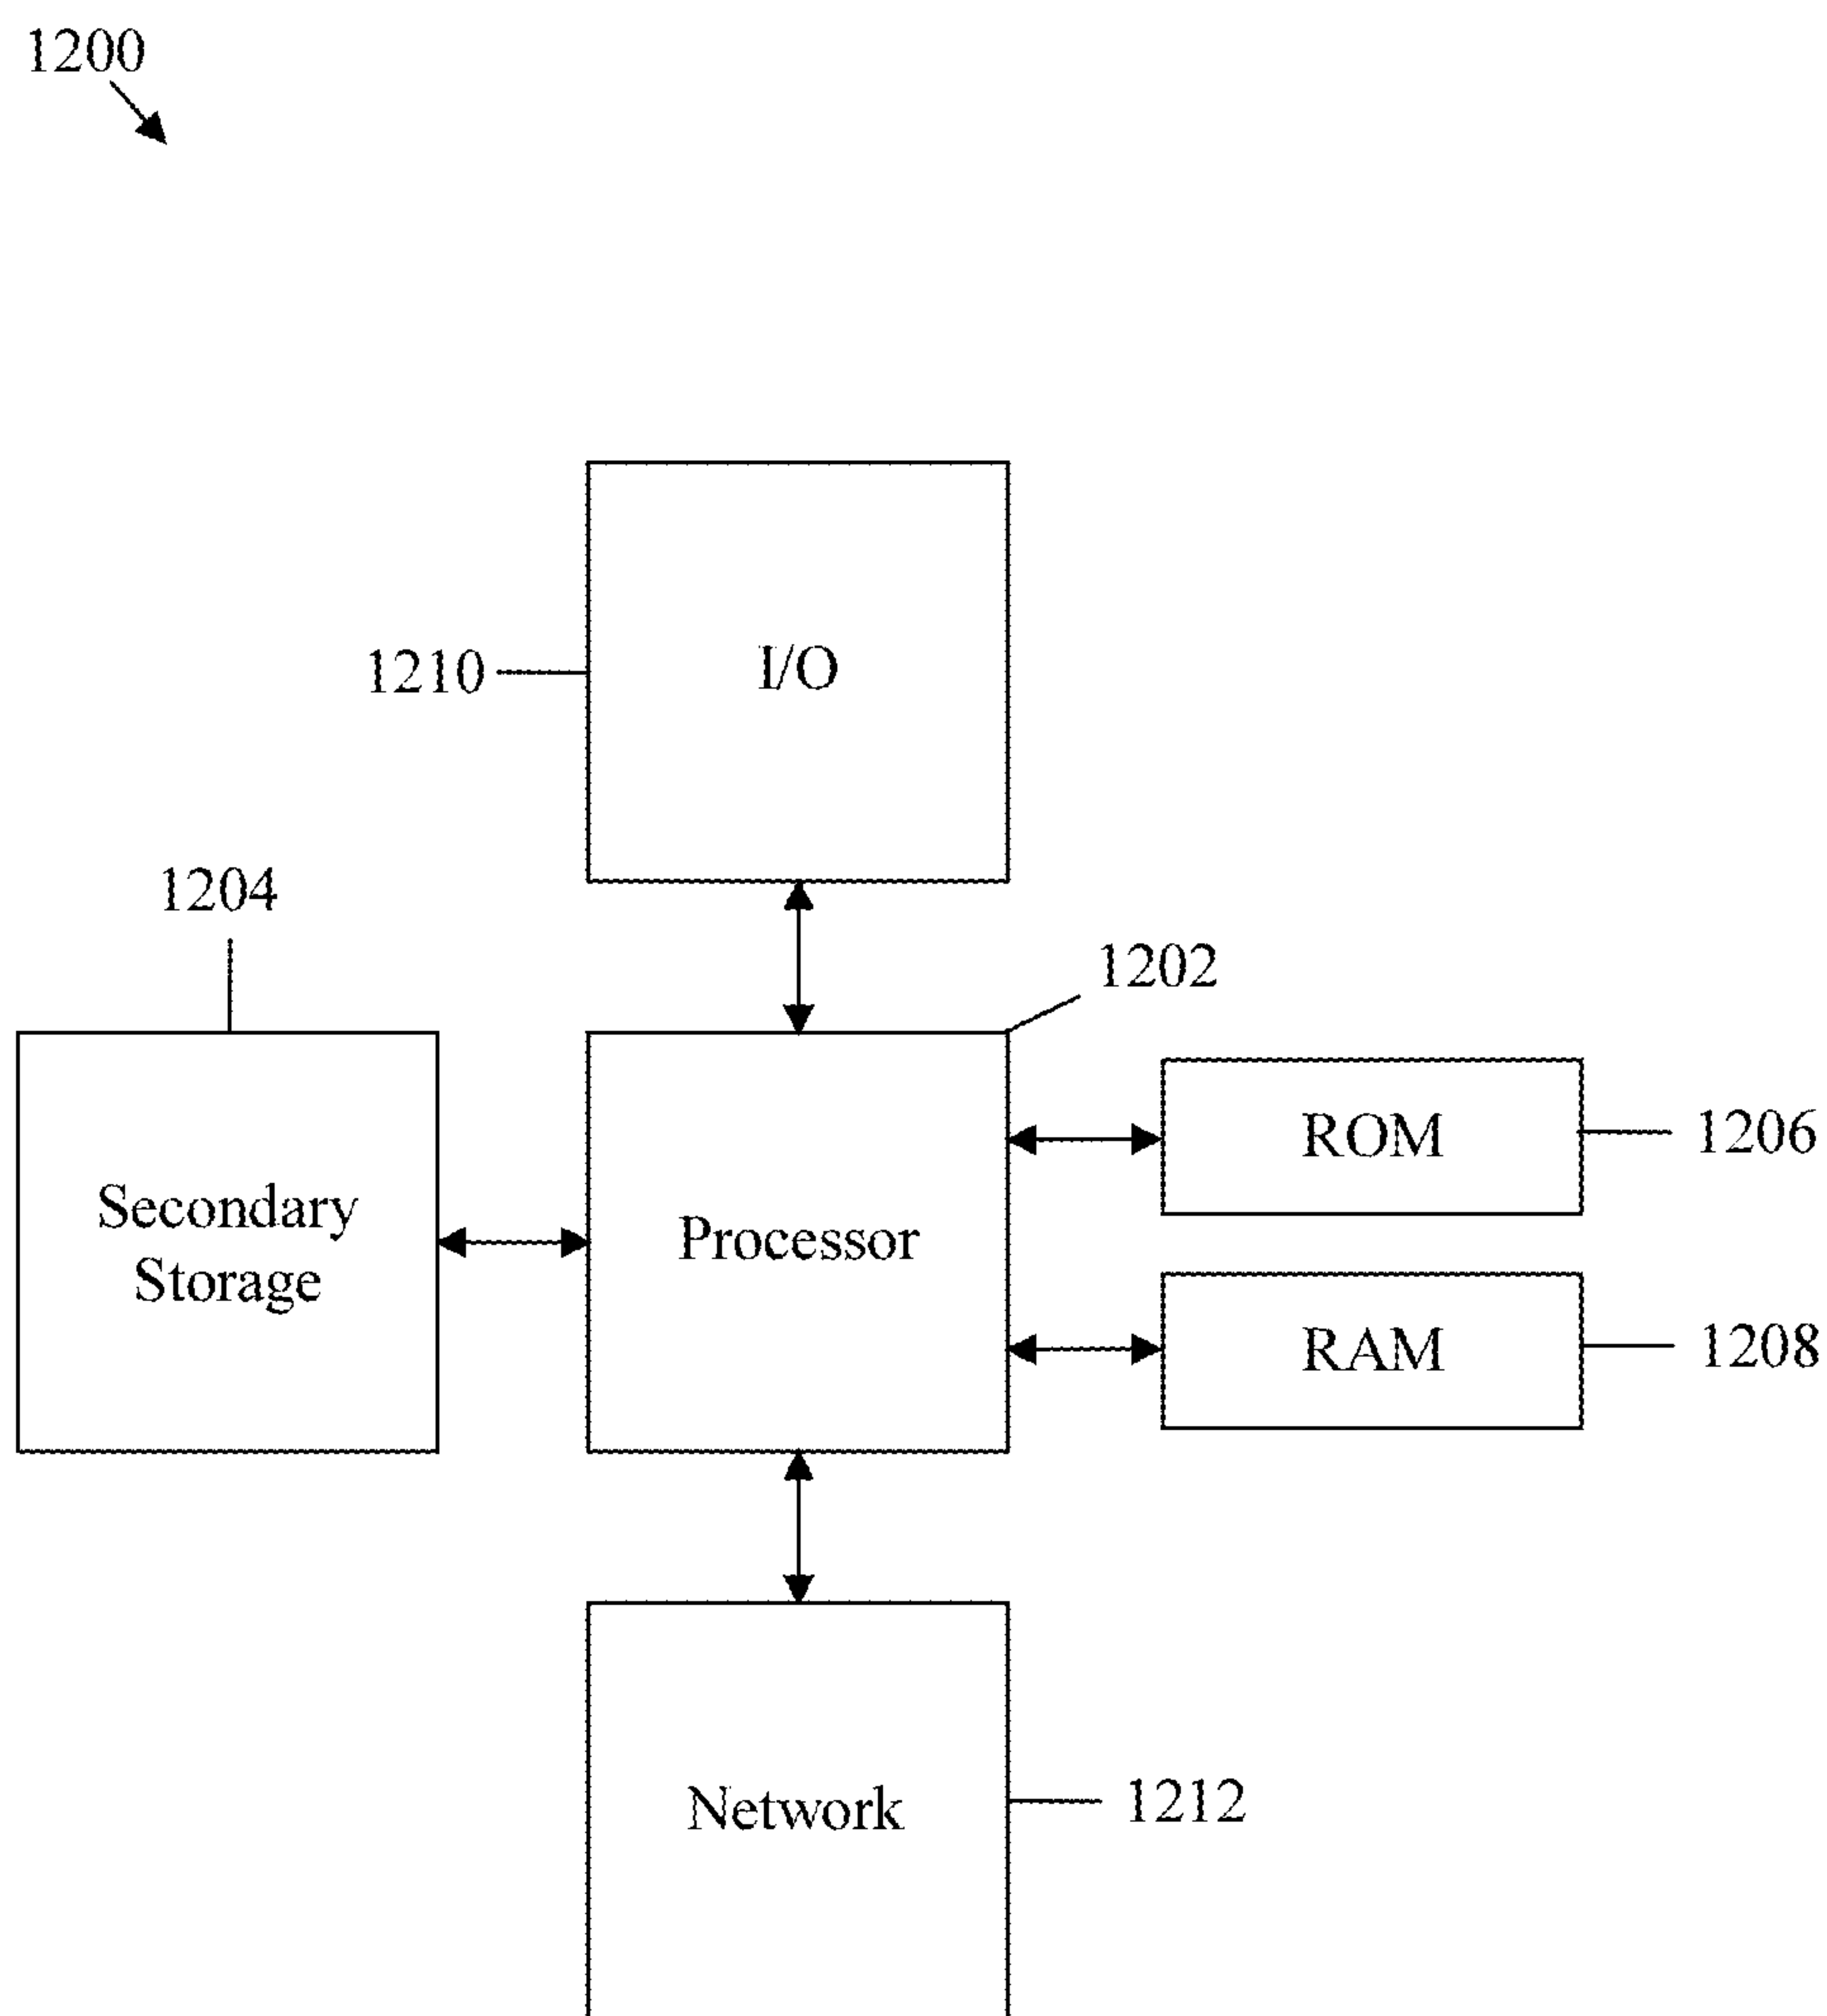 1200
I/O
1210
1204
1202
ROM
1206
Secondary
Storage
Processor
RAM
1208
Network
1212